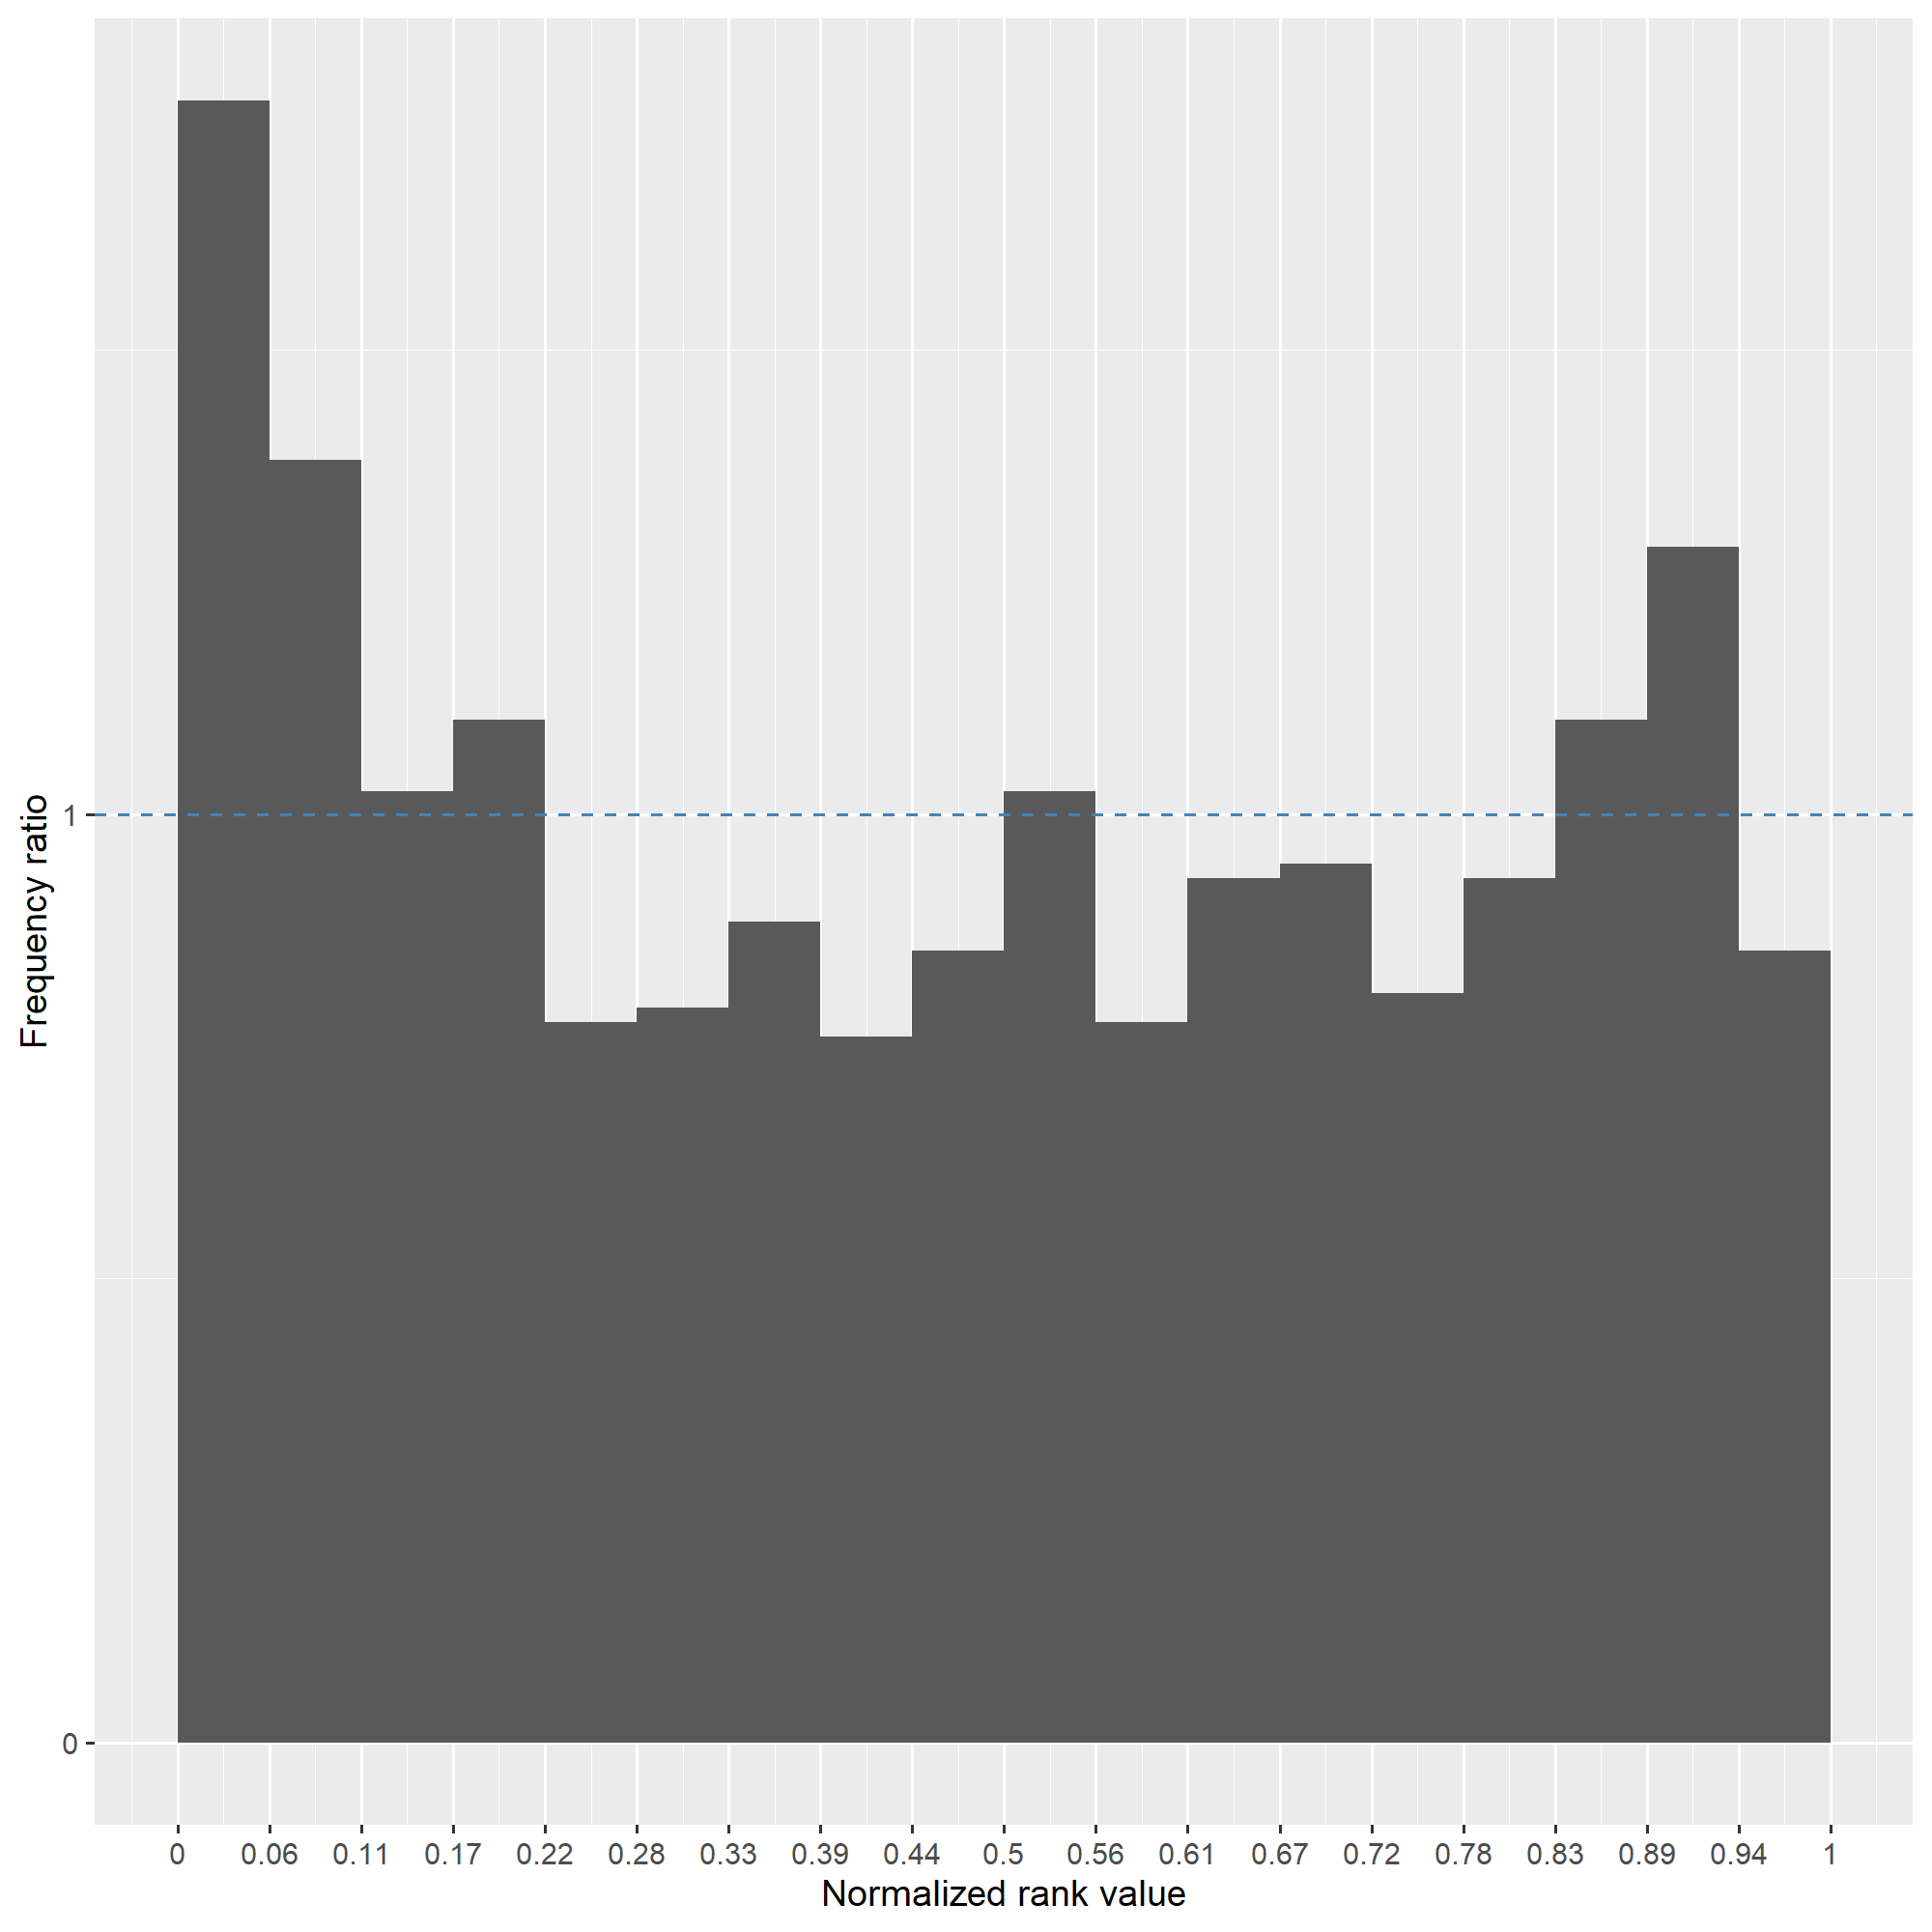 Frequency ratio
1
0
0 0.06 0.11 0.17 0.22 0.28 0.33 0.39 0.44 0.5 0.56 0.61 0.67 0.72 0.78 0.83 0.89 0.94 1
Normalized rank value